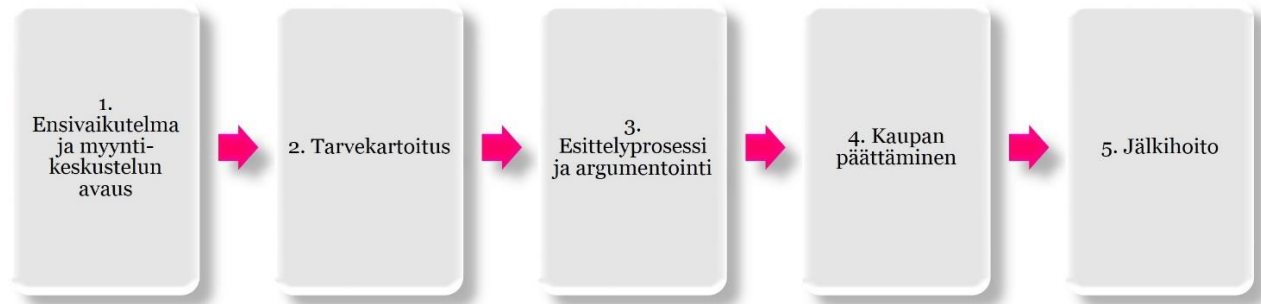 1.
Ensivaikutelma
ja myynti-
keskustelun
avaus
2. Tarvekartoitus
3.
Esittelyprosessi
ja argumentointi
4. Kaupan
päättäminen
5. Jälkihoito